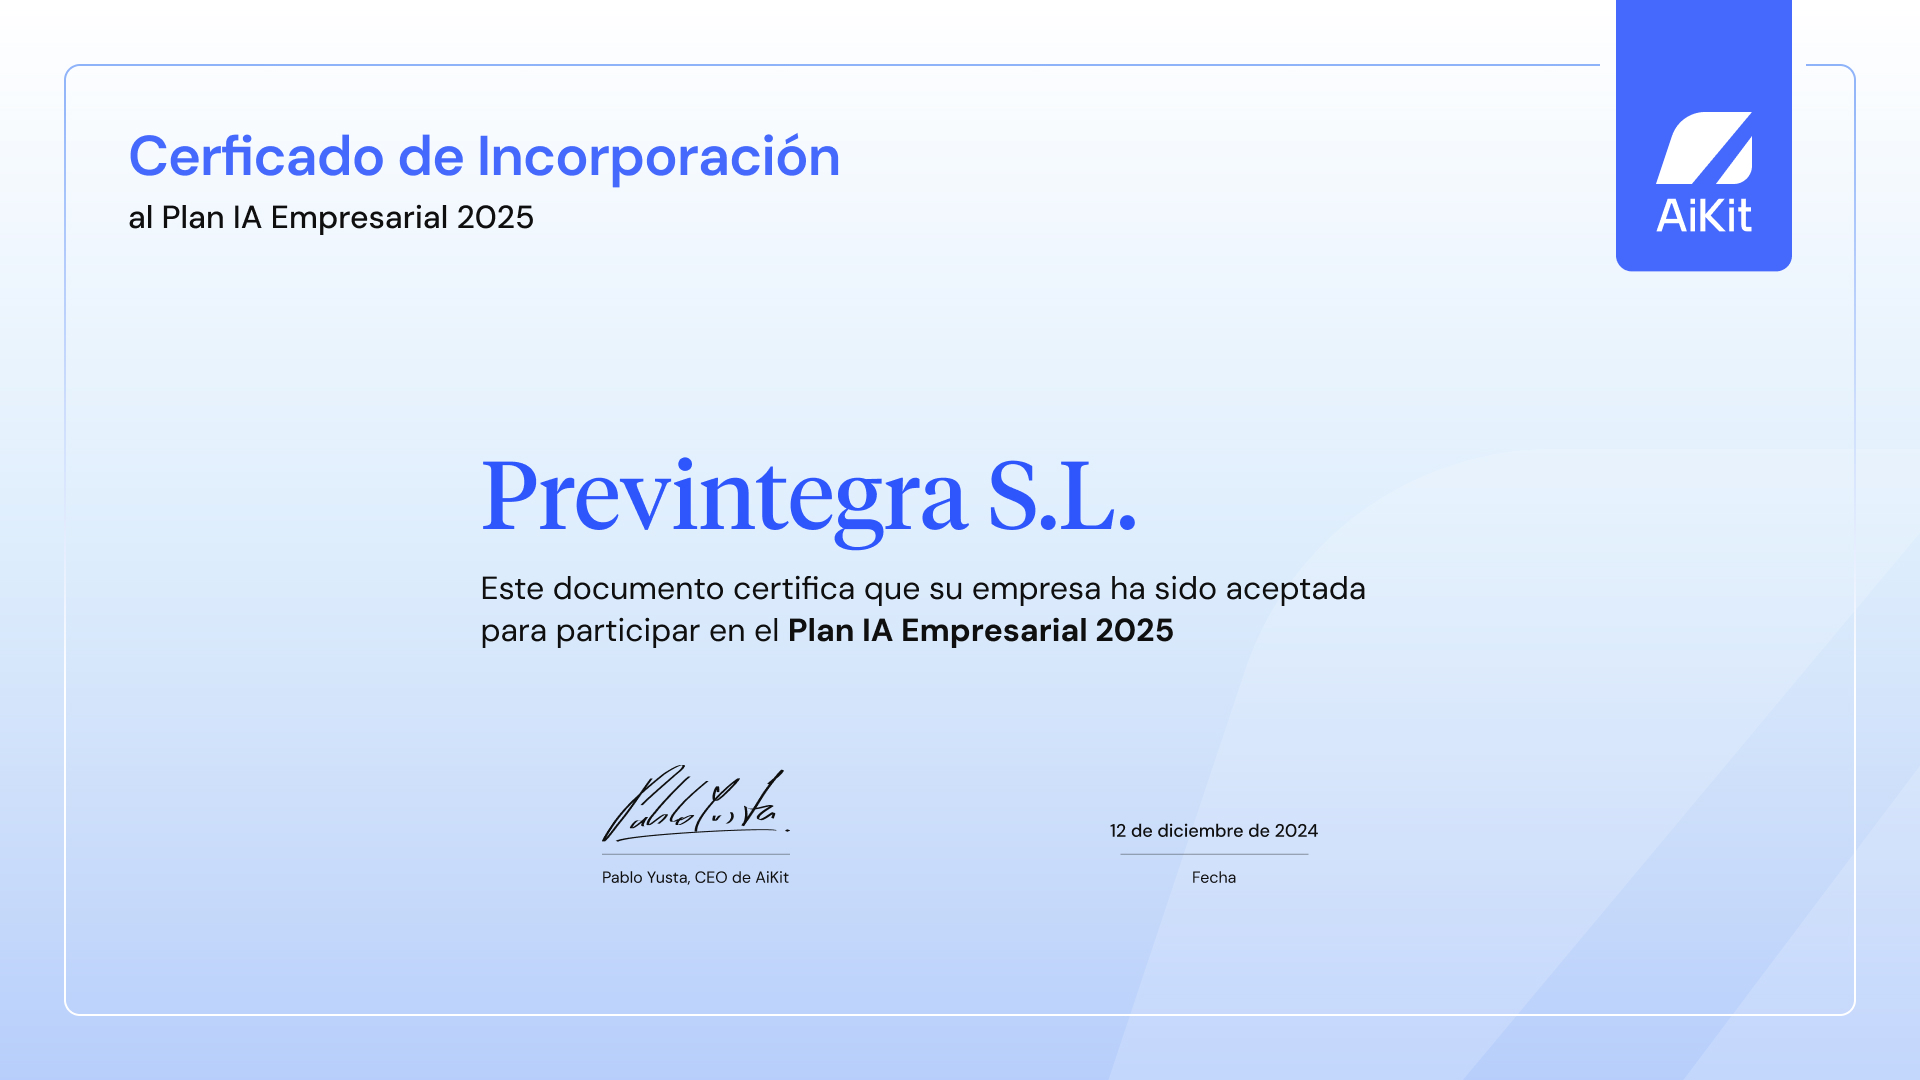 Cerficado de Incorporación
al Plan IA Empresarial 2025
AiKit
Previntegra S.L.
Este documento certifica que su empresa ha sido aceptada
para participar en el Plan IA Empresarial 2025
Pablo Yusta.
12 de diciembre de 2024
Pablo Yusta, CEO de AiKit
Fecha